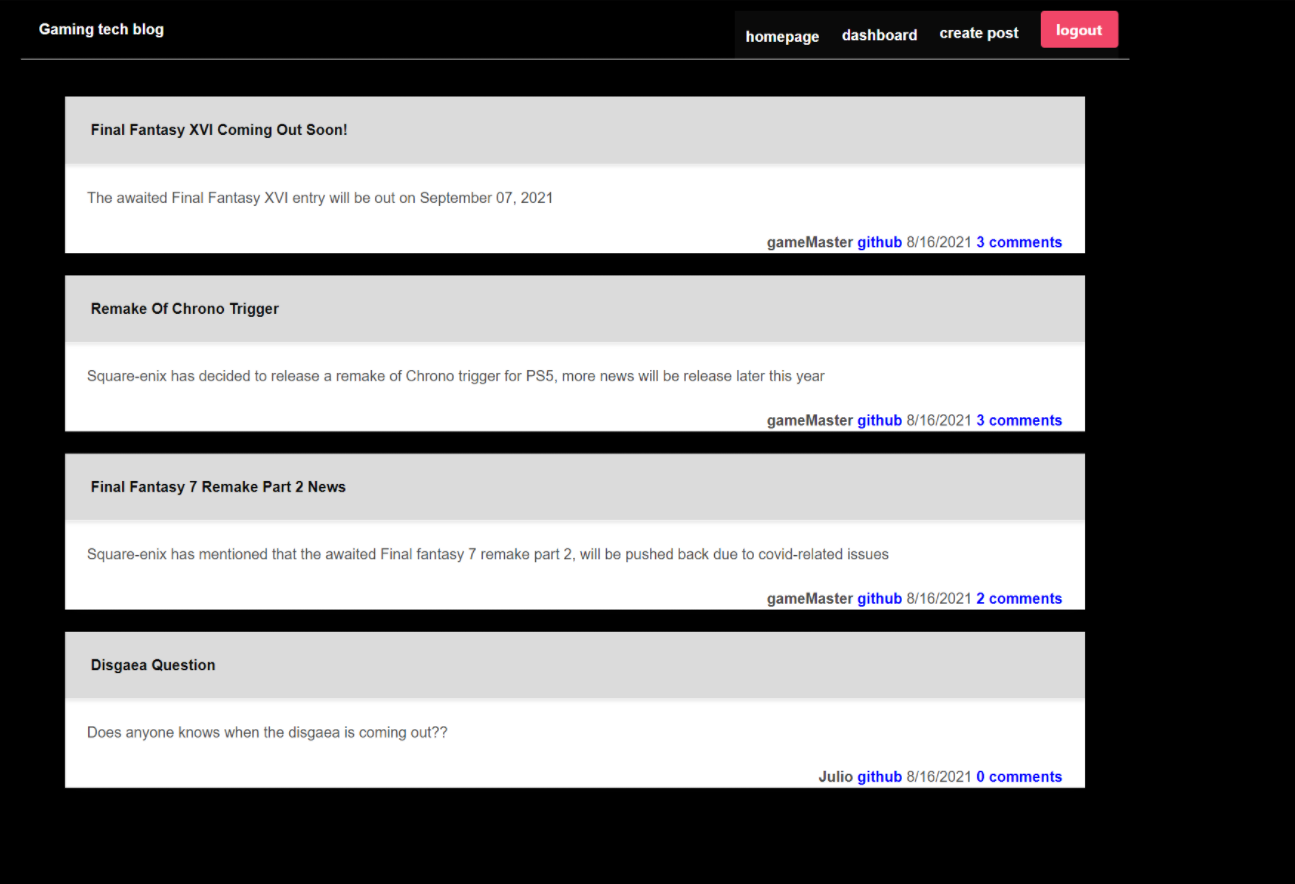 Gaming tech blog
homepage dashboard create post logout
Final Fantasy XVI Coming Out Soon!
The awaited Final Fantasy XVI entry will be out on September 07, 2021
gameMaster github 8/16/2021 3 comments
Remake Of Chrono Trigger
Square-enix has decided to release a remake of Chrono trigger for PS5, more news will be release later this year
gameMaster github 8/16/2021 3 comments
Final Fantasy 7 Remake Part 2 News
Square-enix has mentioned that the awaited Final fantasy 7 remake part 2, will be pushed back due to covid-related issues
gameMaster github 8/16/2021 2 comments
Disgaea Question
Does anyone knows when the disgaea is coming out??
Julio github 8/16/2021 0 comments